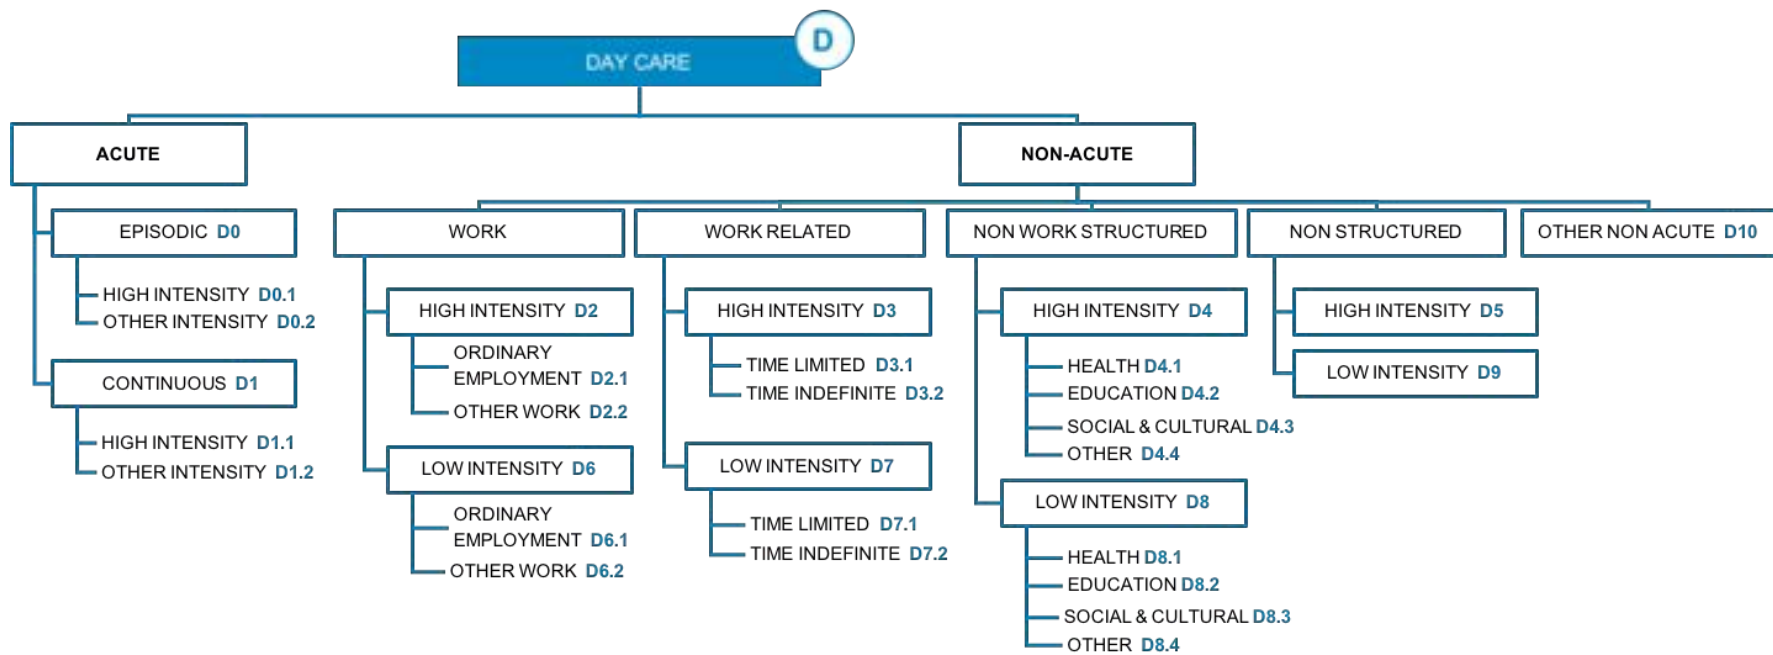 D
DAY CARE
ACUTE
NON-ACUTE
EPISODIC D0
HIGH INTENSITY D0.1
OTHER INTENSITY D0.2
CONTINUOUS D1
HIGH INTENSITY D1.1
OTHER INTENSITY D1.2
WORK
HIGH INTENSITY D2
ORDINARY
EMPLOYMENT D2.1
OTHER WORK D2.2
LOW INTENSITY D6
ORDINARY
EMPLOYMENT D6.1
OTHER WORK D6.2
WORK RELATED
HIGH INTENSITY D3
TIME LIMITED D3.1
TIME INDEFINITE D3.2
LOW INTENSITY D7
TIME LIMITED D7.1
TIME INDEFINITE D7.2
NON WORK STRUCTURED
HIGH INTENSITY D4
HEALTH D4.1
EDUCATION D4.2
SOCIAL & CULTURAL D4.3
OTHER D4.4
LOW INTENSITY D8
HEALTH D8.1
EDUCATION D8.2
SOCIAL & CULTURAL D8.3
OTHER D8.4
NON STRUCTURED
HIGH INTENSITY D5
LOW INTENSITY D9
OTHER NON ACUTE D10